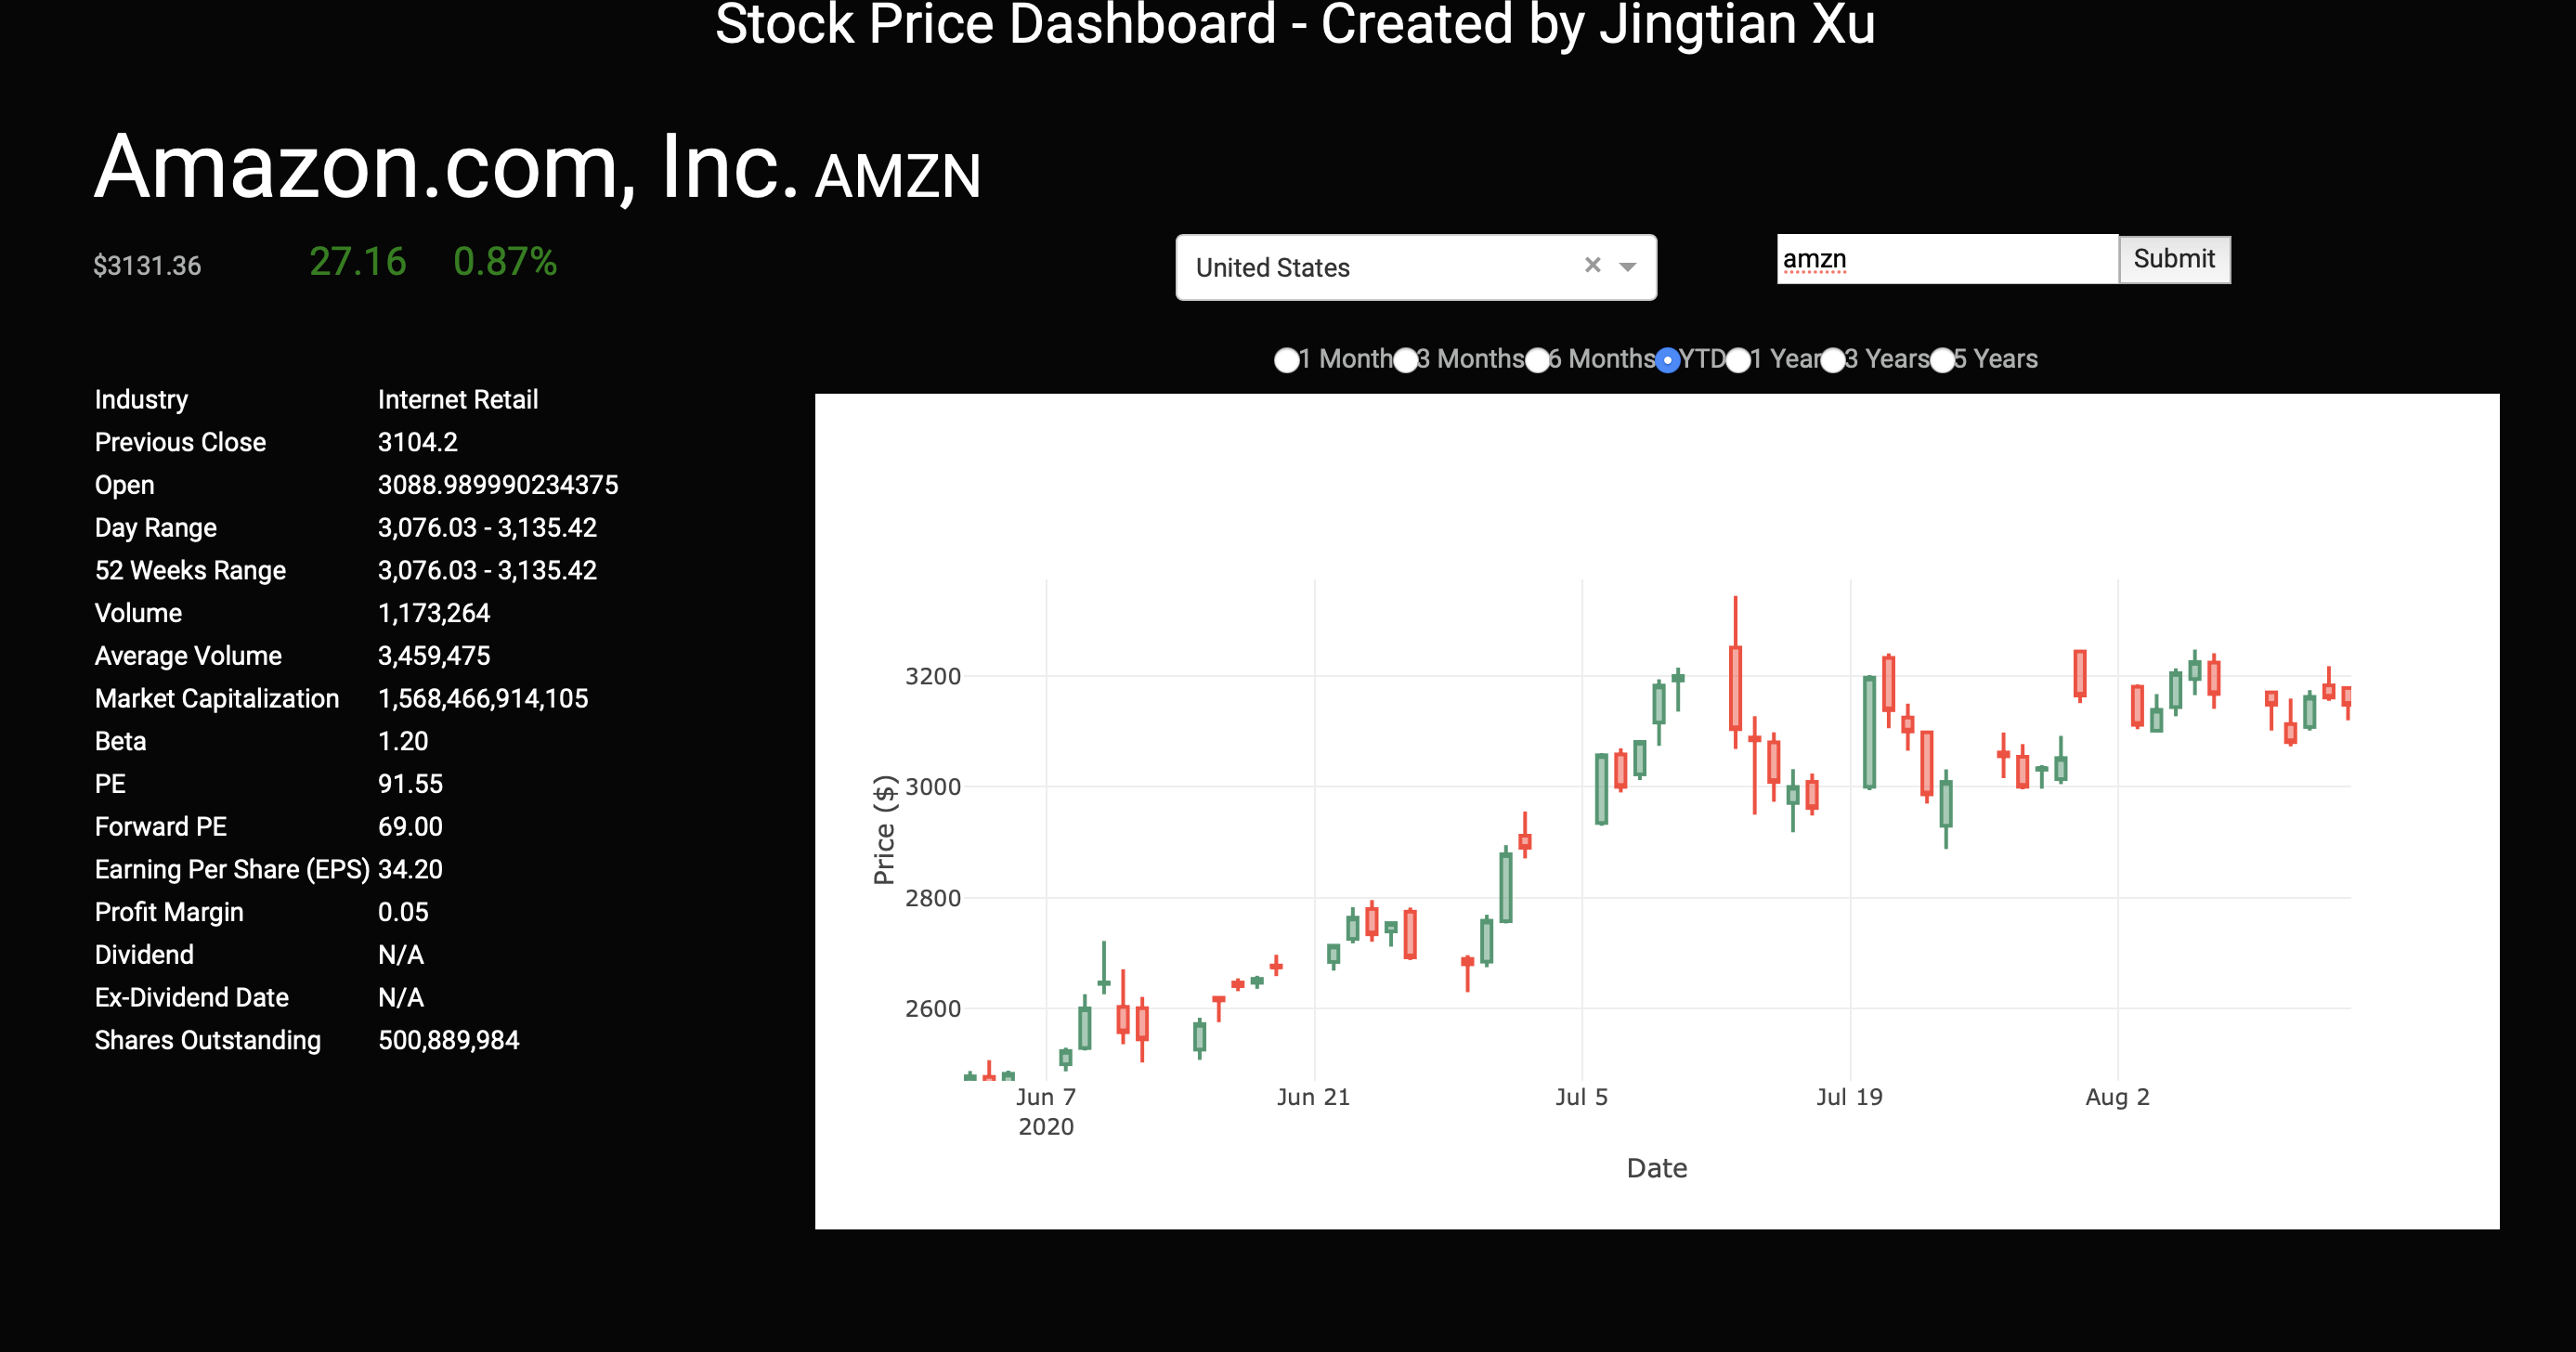 Stock Price Dashboard - Created by Jingtian Xu
Amazon.com, Inc. AMZN
$3131.36 27.16 0.87%
United States × amzn Submit
1 Month 3 Months 6 Months YTD 1 Year 3 Years 5 Years
Industry Internet Retail
Previous Close 3104.2
Open 3088.989990234375
Day Range 3,076.03 - 3,135.42
52 Weeks Range 3,076.03 - 3,135.42
Volume 1,173,264
Average Volume 3,459,475
Market Capitalization 1,568,466,914,105
Beta 1.20
PE 91.55
Forward PE 69.00
Earning Per Share (EPS) 34.20
Profit Margin 0.05
Dividend N/A
Ex-Dividend Date N/A
Shares Outstanding 500,889,984
Price ($)
3200
3000
2800
2600
Jun 7 Jun 21 Jul 5 Jul 19 Aug 2
2020
Date